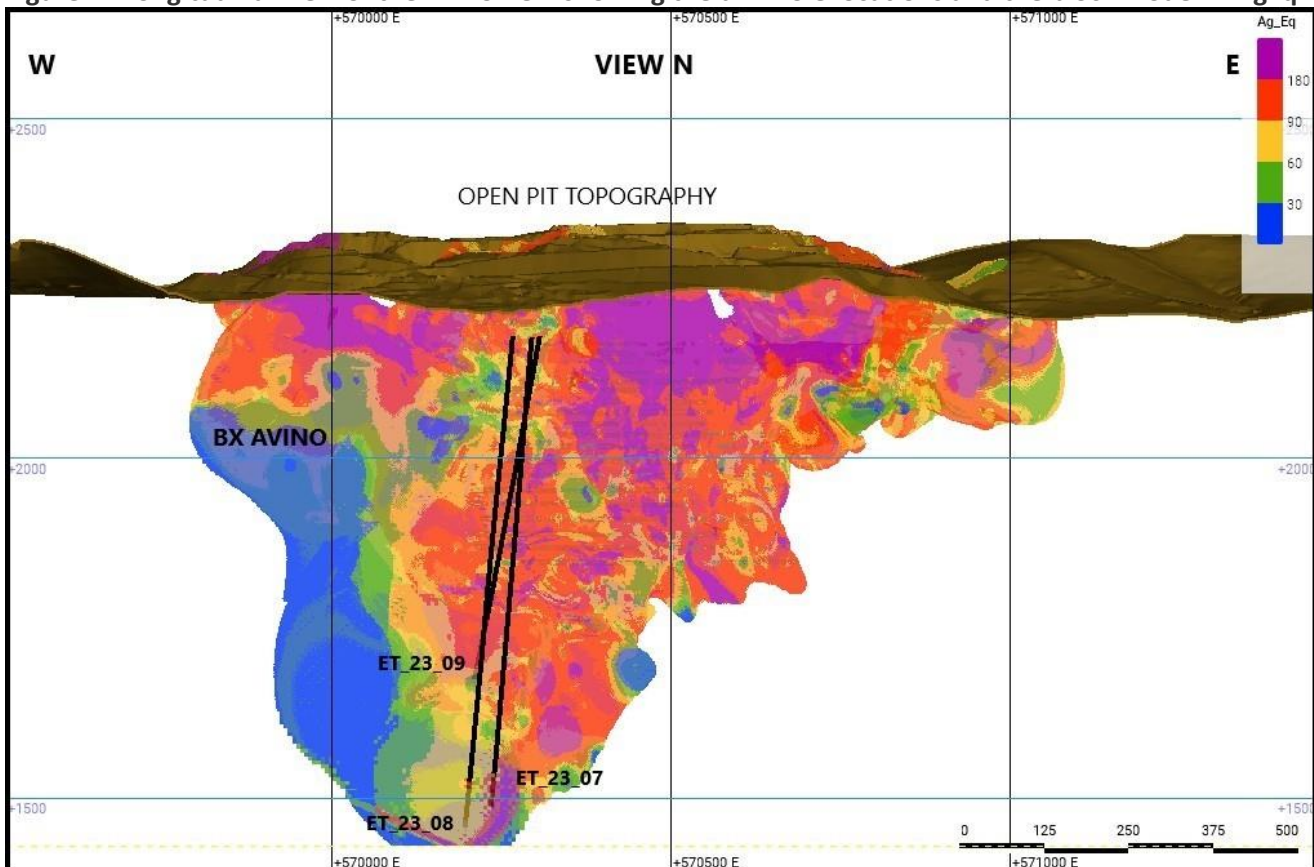 +570000 E +570500 E +571000 E
Ag_Eq
W VIEW N E
180
90
+2500
60
30
OPEN PIT TOPOGRAPHY
BX AVINO
+2000 +2000
ET_23_09
ET_23_07
+1500 +1500
ET_23_08
0 125 250 375 500
+570000 E +570500 E +571000 E